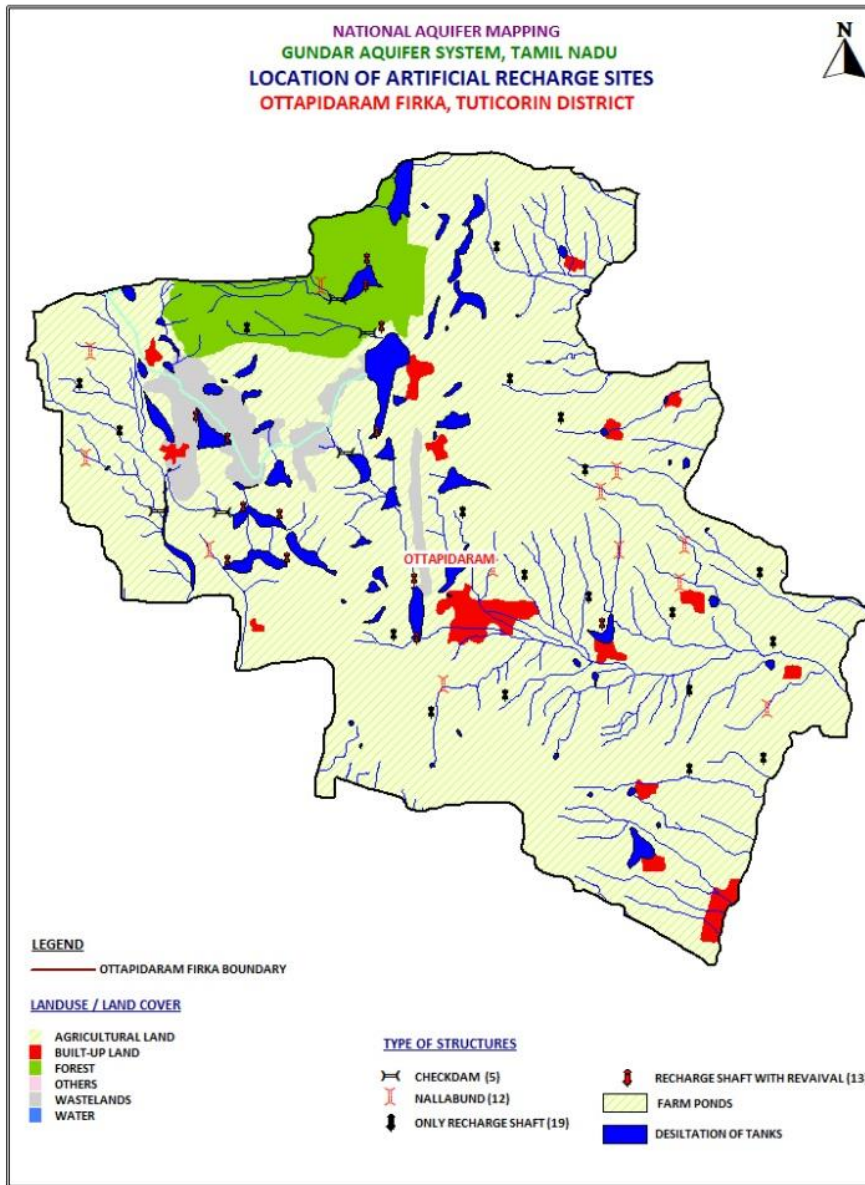 NATIONAL AQUIFER MAPPING
GUNDAR AQUIFER SYSTEM, TAMIL NADU
LOCATION OF ARTIFICIAL RECHARGE SITES
OTTAPIDARAM FIRKA, TUTICORIN DISTRICT
N
OTTAPIDARAM
LEGEND
OTTAPIDARAM FIRKA BOUNDARY
LANDUSE / LAND COVER
AGRICULTURAL LAND
BUILT-UP LAND
FOREST
OTHERS
WASTELANDS
WATER
TYPE OF STRUCTURES
CHECKDAM (5)
NALLABUND (12)
ONLY RECHARGE SHAFT (19)
RECHARGE SHAFT WITH REVAIVAL (13)
FARM PONDS
DESILTATION OF TANKS